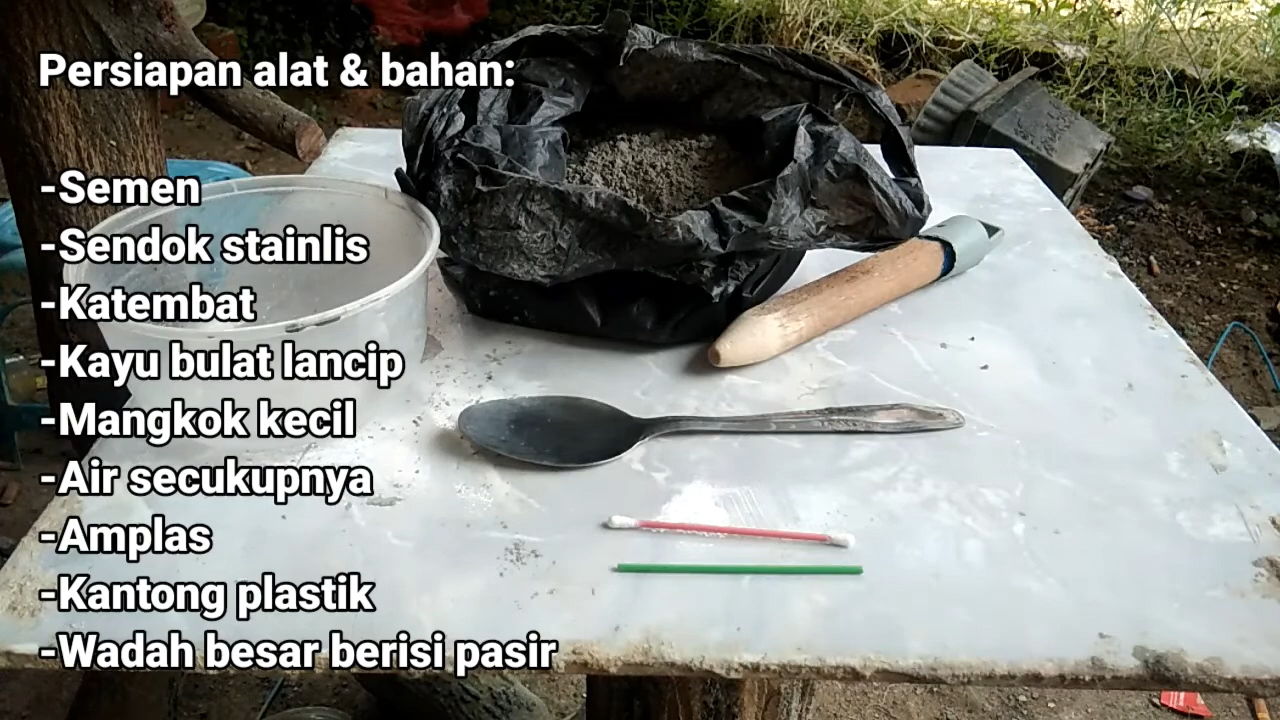 Persiapan alat & bahan:
-Semen
-Sendok stainlis
-Katembat
-Kayu bulat lancip
-Mangkok kecil
-Air secukupnya
-Amplas
-Kantong plastik
-Wadah besar berisi pasir